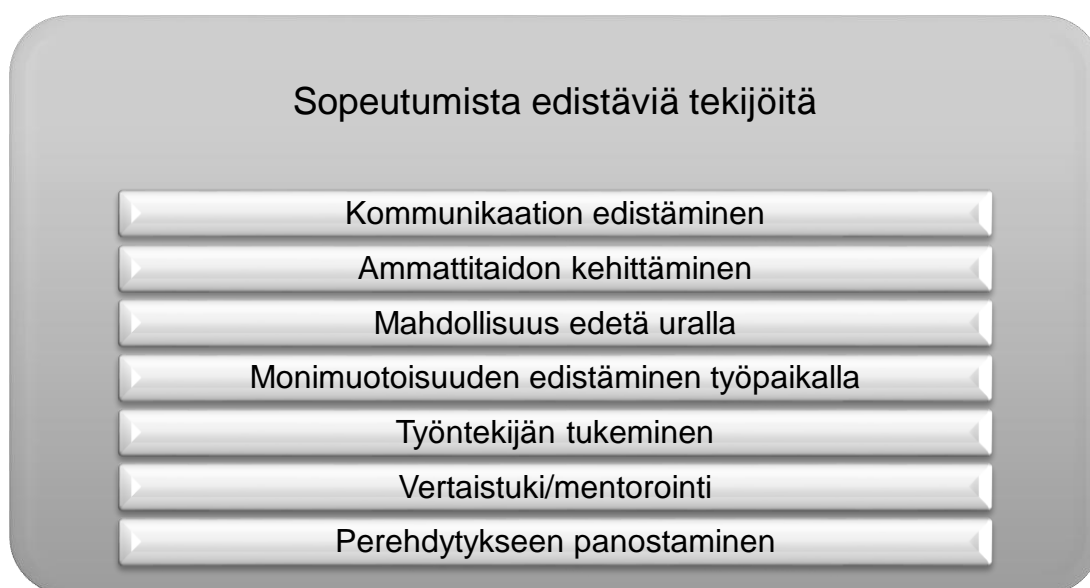 Sopeutumista edistäviä tekijöitä
Kommunikaation edistäminen
Ammattitaidon kehittäminen
Mahdollisuus edetä uralla
Monimuotoisuuden edistäminen työpaikalla
Työntekijän tukeminen
Vertaistuki/mentorointi
Perehdytykseen panostaminen